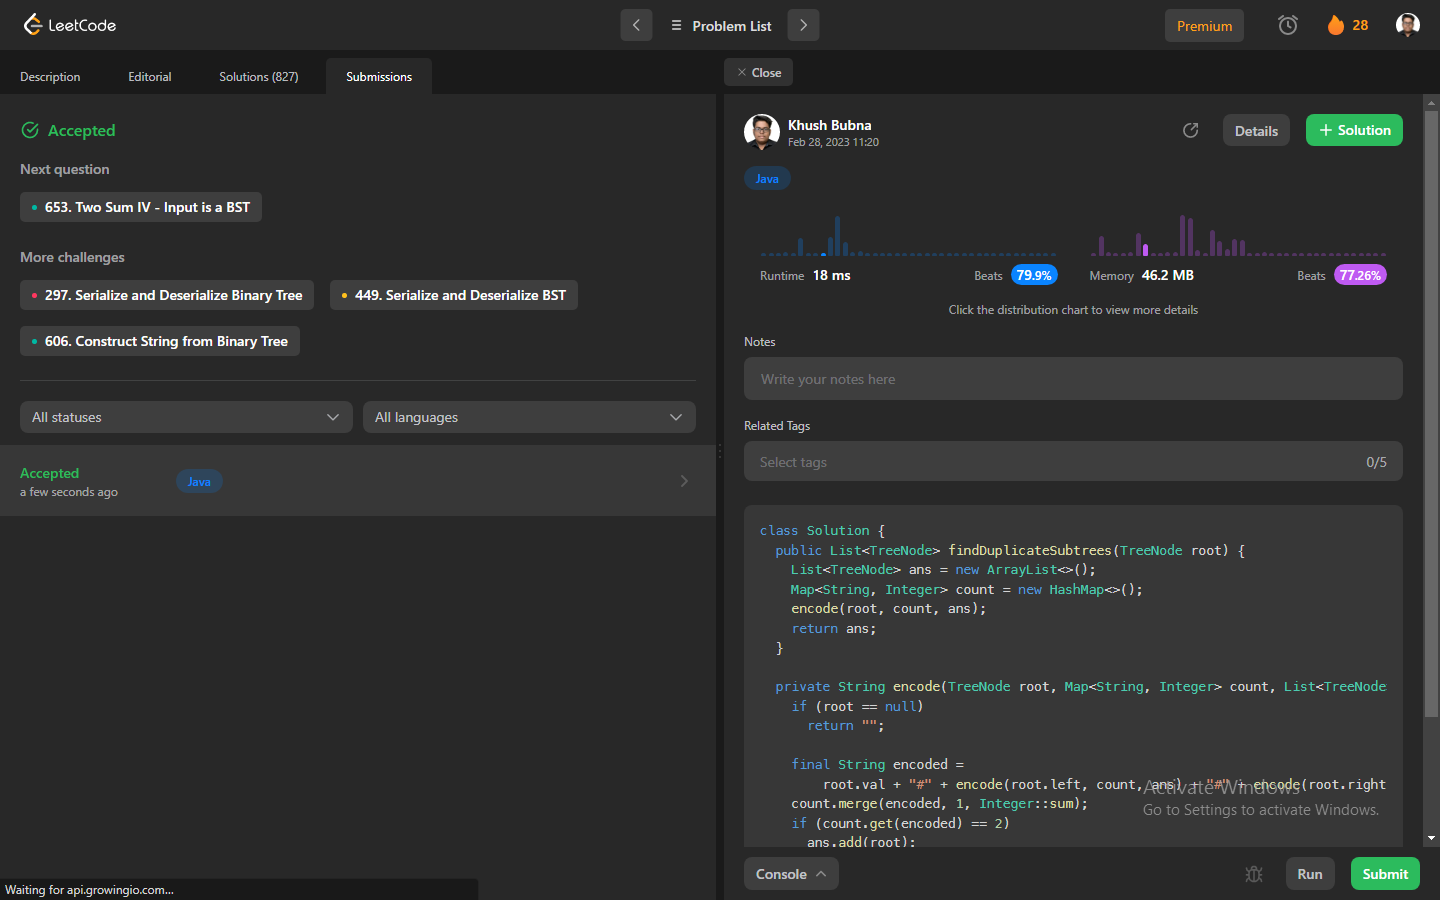 LeetCode
Problem List
Premium
28
Description
Editorial
Solutions (827)
Submissions
Close
Accepted
Next question
653. Two Sum IV - Input is a BST
More challenges
297. Serialize and Deserialize Binary Tree
449. Serialize and Deserialize BST
606. Construct String from Binary Tree
All statuses
All languages
Accepted
a few seconds ago
Java
Waiting for api.growingio.com...
Khush Bubna
Feb 28, 2023 11:20
Details
+ Solution
Java
Runtime 18 ms
Beats 79.9%
Memory 46.2 MB
Beats 77.26%
Click the distribution chart to view more details
Notes
Write your notes here
Related Tags
Select tags
0/5
class Solution {
public List<TreeNode> findDuplicateSubtrees(TreeNode root) {
List<TreeNode> ans = new ArrayList<>();
Map<String, Integer> count = new HashMap<>();
encode(root, count, ans);
return ans;
}
private String encode(TreeNode root, Map<String, Integer> count, List<TreeNode
if (root == null)
return "";
final String encoded =
root.val + "#" + encode(root.left, count, ans) + "#" + encode(root.right
count.merge(encoded, 1, Integer::sum);
if (count.get(encoded) == 2)
ans.add(root);
Activate Windows
Go to Settings to activate Windows.
Console
Run
Submit